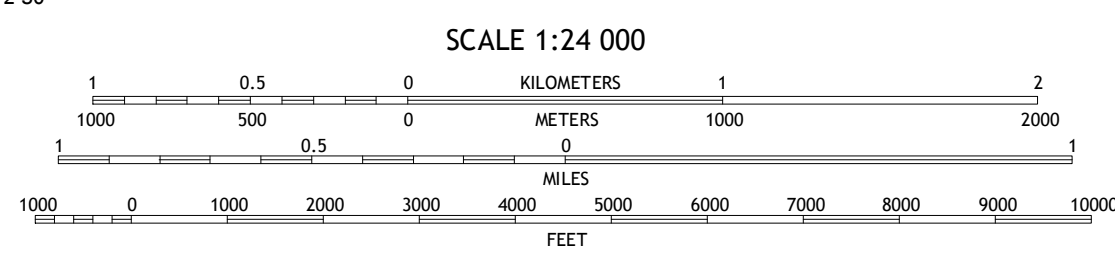 SCALE 1:24 000
1 0.5 0 KILOMETERS 1 2
1000 500 0 METERS 1000 2000
1 0.5 0 1
MILES
1000 0 1000 2000 3000 4000 5000 6000 7000 8000 9000 10000
FEET